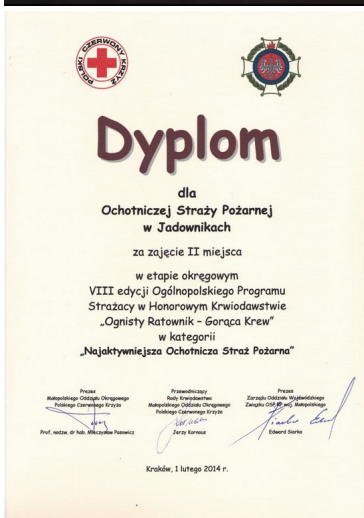 POLSKI CZERWONY KRZYŻ
Dyplom
dla
Ochotniczej Straży Pożarnej
w Jadownikach
za zajęcie II miejsca
w etapie okręgowym
VIII edycji Ogólnopolskiego Programu
Strażacy w Honorowym Krwiodawstwie
„Ognisty Ratownik – Gorąca Krew”
w kategorii
„Najaktywniejsza Ochotnicza Straż Pożarna”
Prezes
Małopolskiego Oddziału Okręgowego
Polskiego Czerwonego Krzyża
Prof. nadzw. dr hab. Mieczysław Pasowicz
Przewodniczący
Rady Krwiodawstwa
Małopolskiego Oddziału Okręgowego
Polskiego Czerwonego Krzyża
Jerzy Kornaus
Prezes
Zarządu Oddziału Wojewódzkiego
Związku OSP RP woj. Małopolskiego
Edward Siarka
Kraków, 1 lutego 2014 r.